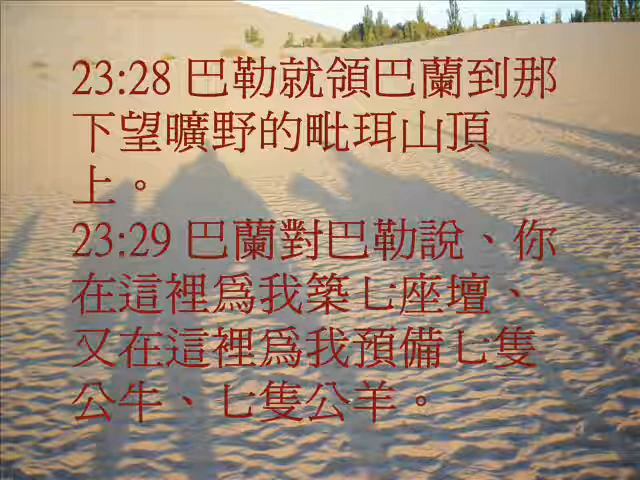 23:28 巴勒就領巴蘭到那
下望曠野的毗珥山頂
上。
23:29 巴蘭對巴勒說、你
在這裡爲我築七座壇、
又在這裡爲我預備七隻
公牛、七隻公羊。